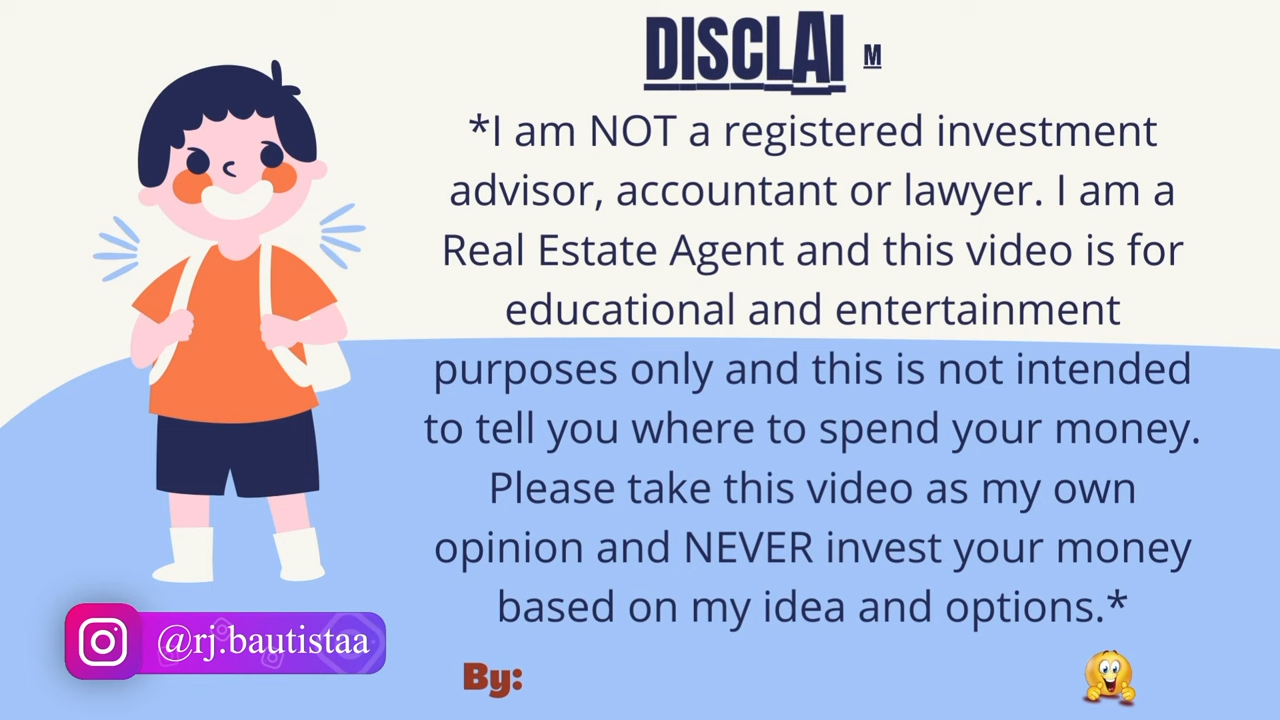 DISCLAI M
*I am NOT a registered investment
advisor, accountant or lawyer. I am a
Real Estate Agent and this video is for
educational and entertainment
purposes only and this is not intended
to tell you where to spend your money.
Please take this video as my own
opinion and NEVER invest your money
based on my idea and options.*
@rj.bautistaa
By: